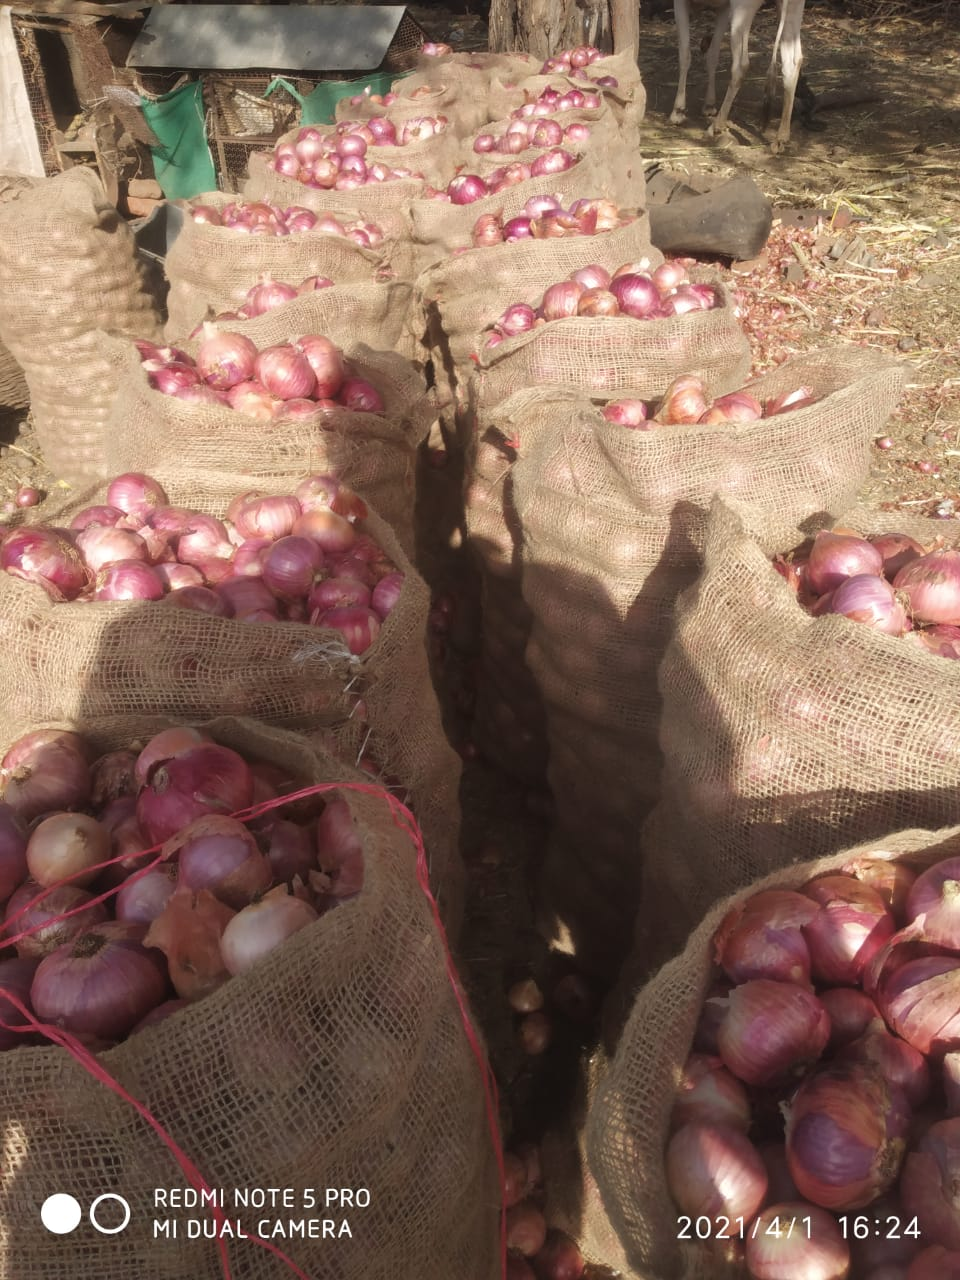 REDMI NOTE 5 PRO
MI DUAL CAMERA
2021/4/1 16:24